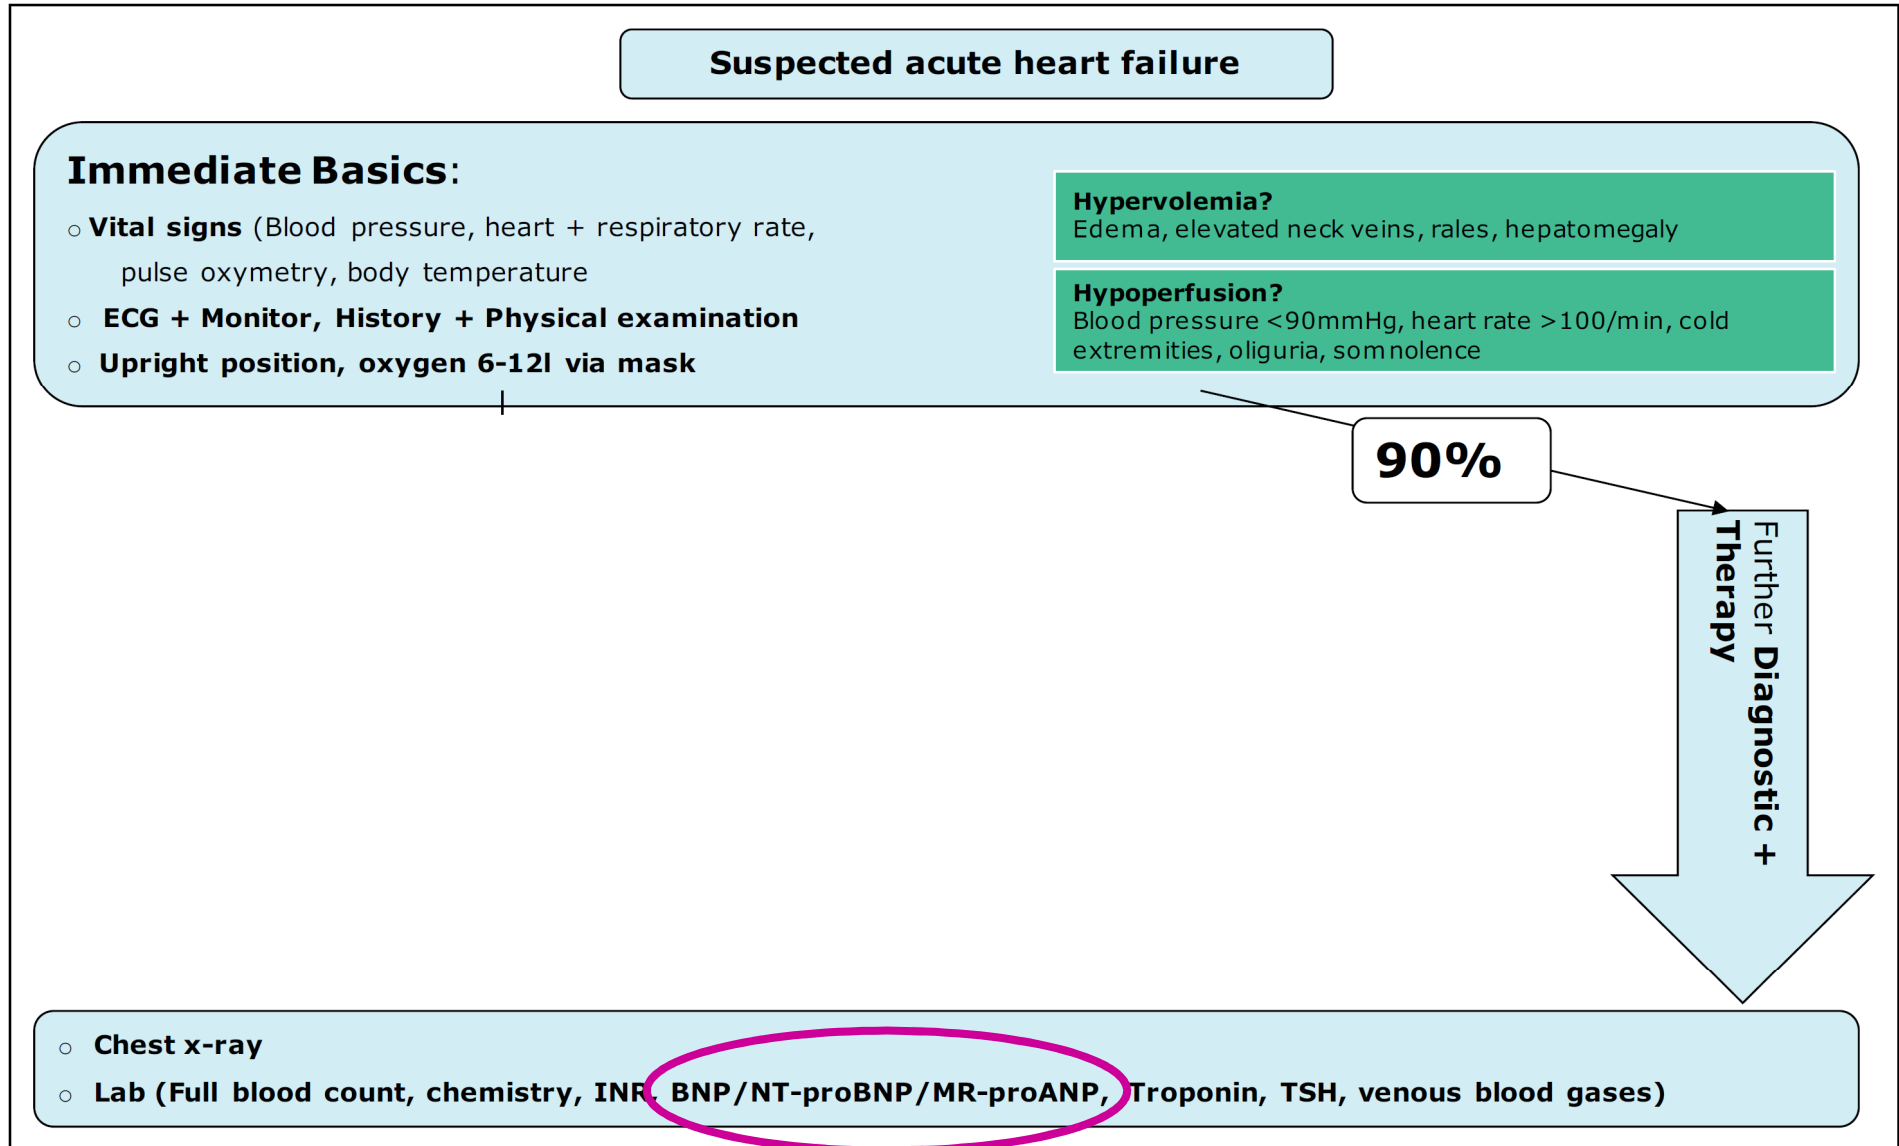 Suspected acute heart failure
Immediate Basics:
○ Vital signs (Blood pressure, heart + respiratory rate,
pulse oxymetry, body temperature
○ ECG + Monitor, History + Physical examination
○ Upright position, oxygen 6-12l via mask
Hypervolemia?
Edema, elevated neck veins, rales, hepatomegaly
Hypoperfusion?
Blood pressure <90mmHg, heart rate >100/min, cold
extremities, oliguria, somnolence
90%
Further Diagnostic +
Therapy
○ Chest x-ray
○ Lab (Full blood count, chemistry, INR, BNP/NT-proBNP/MR-proANP, Troponin, TSH, venous blood gases)